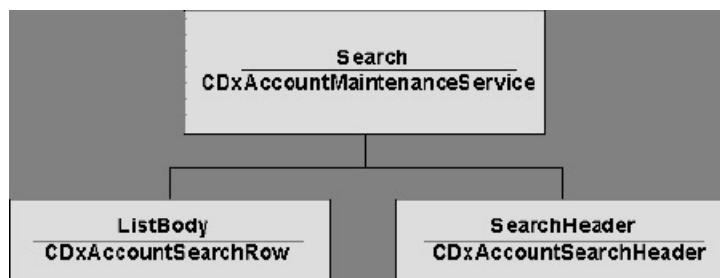 Search
CDxAccountMaintenanceService
ListBody
CDxAccountSearchRow
SearchHeader
CDxAccountSearchHeader